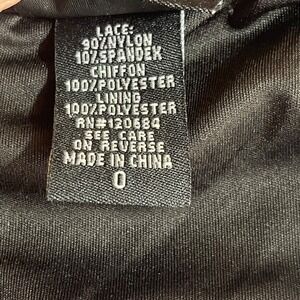 LACE:
90%NYLON
10%SPANDEX
CHIFFON
100%POLYESTER
LINING
100%POLYESTER
RN#120684
SEE CARE
ON REVERSE
MADE IN CHINA
0